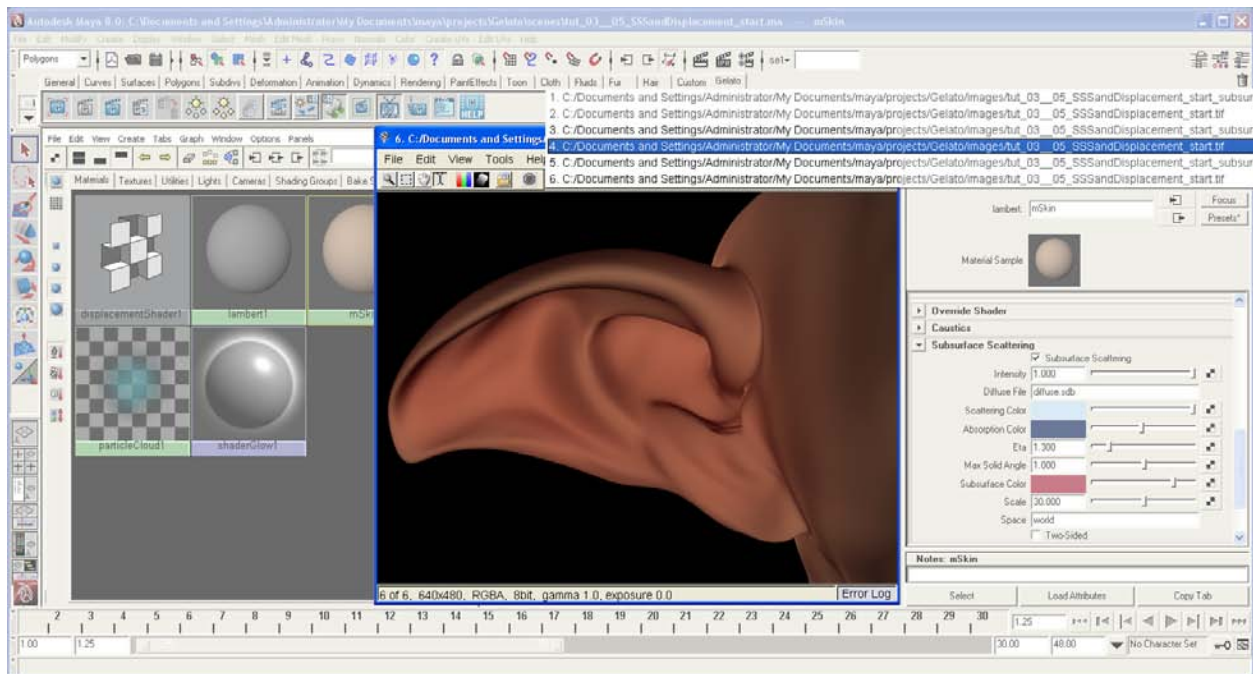 Autodesk Maya 8.0: C:\Documents and Settings\Administrator\My Documents\maya\projects\Gelato\scenes\tut_03__05_SSSandDisplacement_start.ma --- mSkin
File Edit Modify Create Display Window
Polygons
sel-
General Curves Surfaces Polygons Subdivs Deformation Animation Dynamics Rendering PaintEffects Toon Cloth Fluids Fur Hair Custom Gelato
1. C:/Documents and Settings/Administrator/My Documents/maya/projects/Gelato/images/tut_03__05_SSSandDisplacement_start_subsur
2. C:/Documents and Settings/Administrator/My Documents/maya/projects/Gelato/images/tut_03__05_SSSandDisplacement_start.tif
3. C:/Documents and Settings/Administrator/My Documents/maya/projects/Gelato/images/tut_03__05_SSSandDisplacement_start_subsur
4. C:/Documents and Settings/Administrator/My Documents/maya/projects/Gelato/images/tut_03__05_SSSandDisplacement_start.tif
5. C:/Documents and Settings/Administrator/My Documents/maya/projects/Gelato/images/tut_03__05_SSSandDisplacement_start_subsur
6. C:/Documents and Settings/Administrator/My Documents/maya/projects/Gelato/images/tut_03__05_SSSandDisplacement_start.tif
HELP
File Edit View Create Tabs Graph Window Options Panels
6. C:/Documents and Settings/
File Edit View Tools Help
Materials Textures Utilities Lights Cameras Shading Groups Bake S
displacementShader1
lambert1
mSki
particleCloud1
shaderGlow1
lambert: mSkin
Focus
Presets*
Material Sample
Override Shader
Caustics
Subsurface Scattering
Subsurface Scattering
Intensity 1.000
Diffuse File diffuse.sdb
Scattering Color
Absorption Color
Eta 1.300
Max Solid Angle 1.000
Subsurface Color
Scale 30.000
Space world
Two-Sided
Notes: mSkin
6 of 6, 640x480, RGBA, 8bit, gamma 1.0, exposure 0.0
Error Log
Select Load Attributes Copy Tab
2 3 4 5 6 7 8 9 10 11 12 13 14 15 16 17 18 19 20 21 22 23 24 25 26 27 28 29 30
1.25
1.00 1.25 30.00 48.00 No Character Set